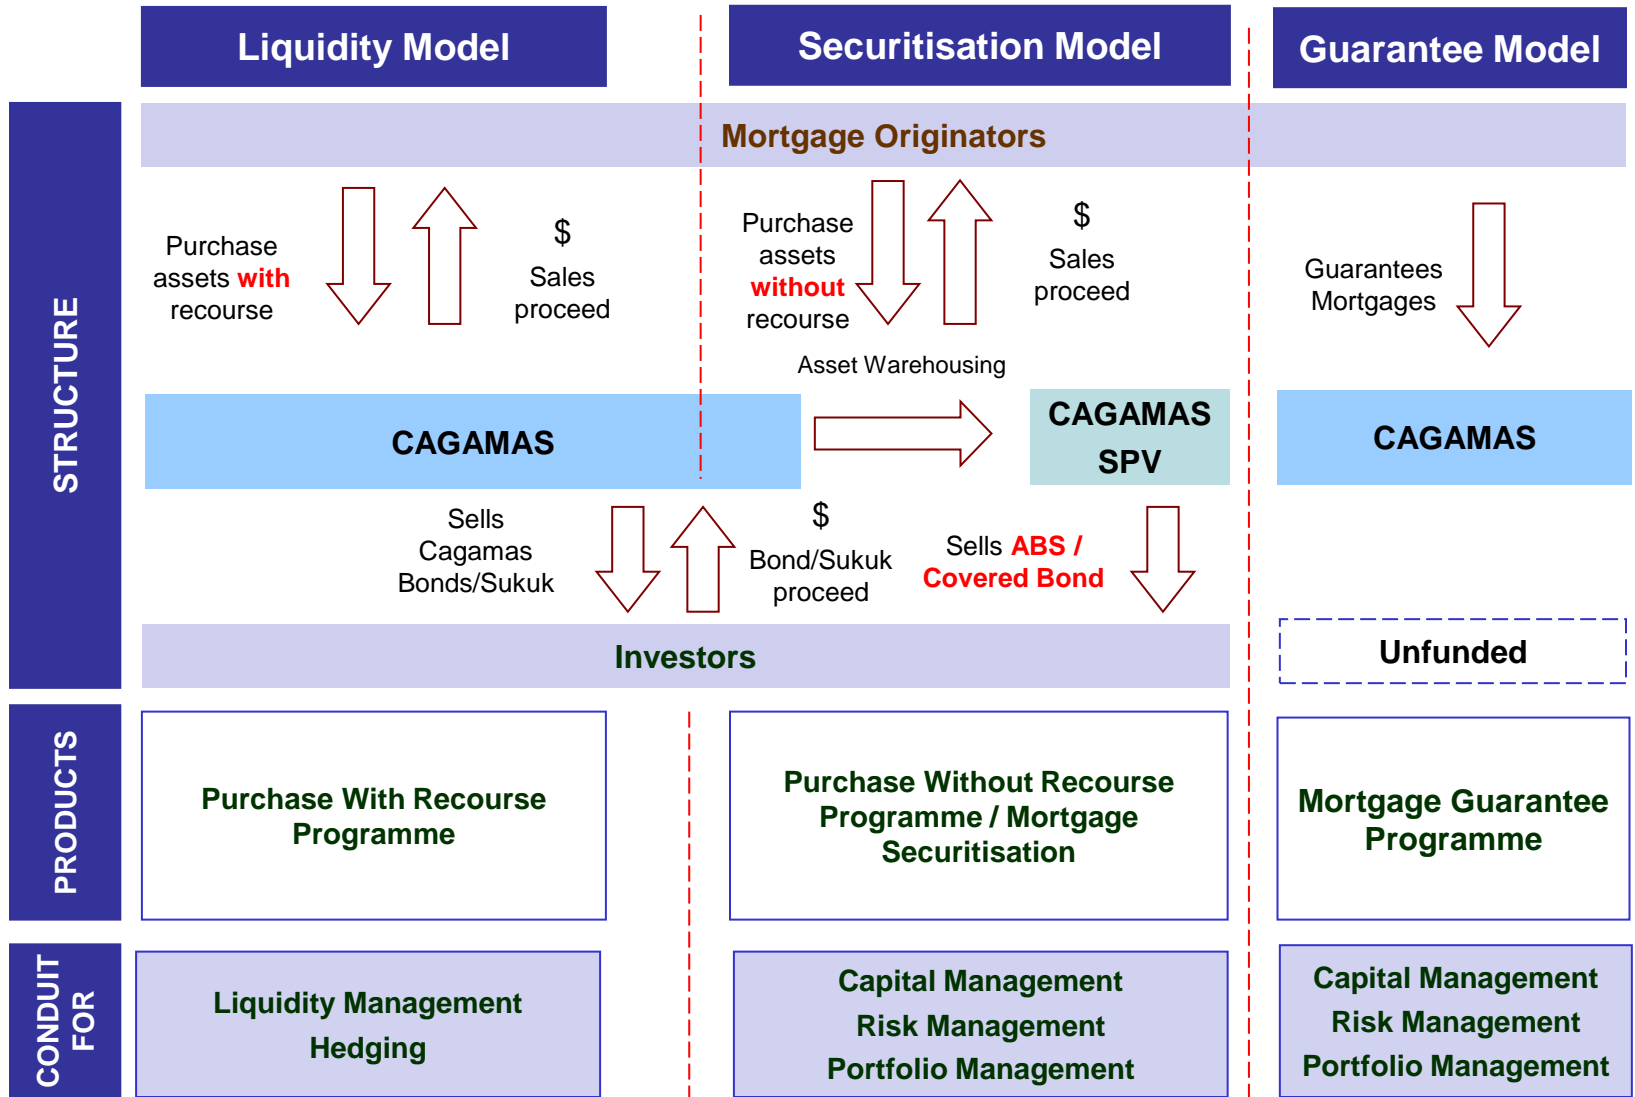 Liquidity Model
Securitisation Model
Guarantee Model
STRUCTURE
Mortgage Originators
Purchase
assets with
recourse
$
Sales
proceed
Purchase
assets
without
recourse
$
Sales
proceed
Guarantees
Mortgages
Asset Warehousing
CAGAMAS
CAGAMAS
SPV
CAGAMAS
Sells
Cagamas
Bonds/Sukuk
$
Bond/Sukuk
proceed
Sells ABS /
Covered Bond
Investors
Unfunded
PRODUCTS
Purchase With Recourse
Programme
Purchase Without Recourse
Programme / Mortgage
Securitisation
Mortgage Guarantee
Programme
CONDUIT
FOR
Liquidity Management
Hedging
Capital Management
Risk Management
Portfolio Management
Capital Management
Risk Management
Portfolio Management